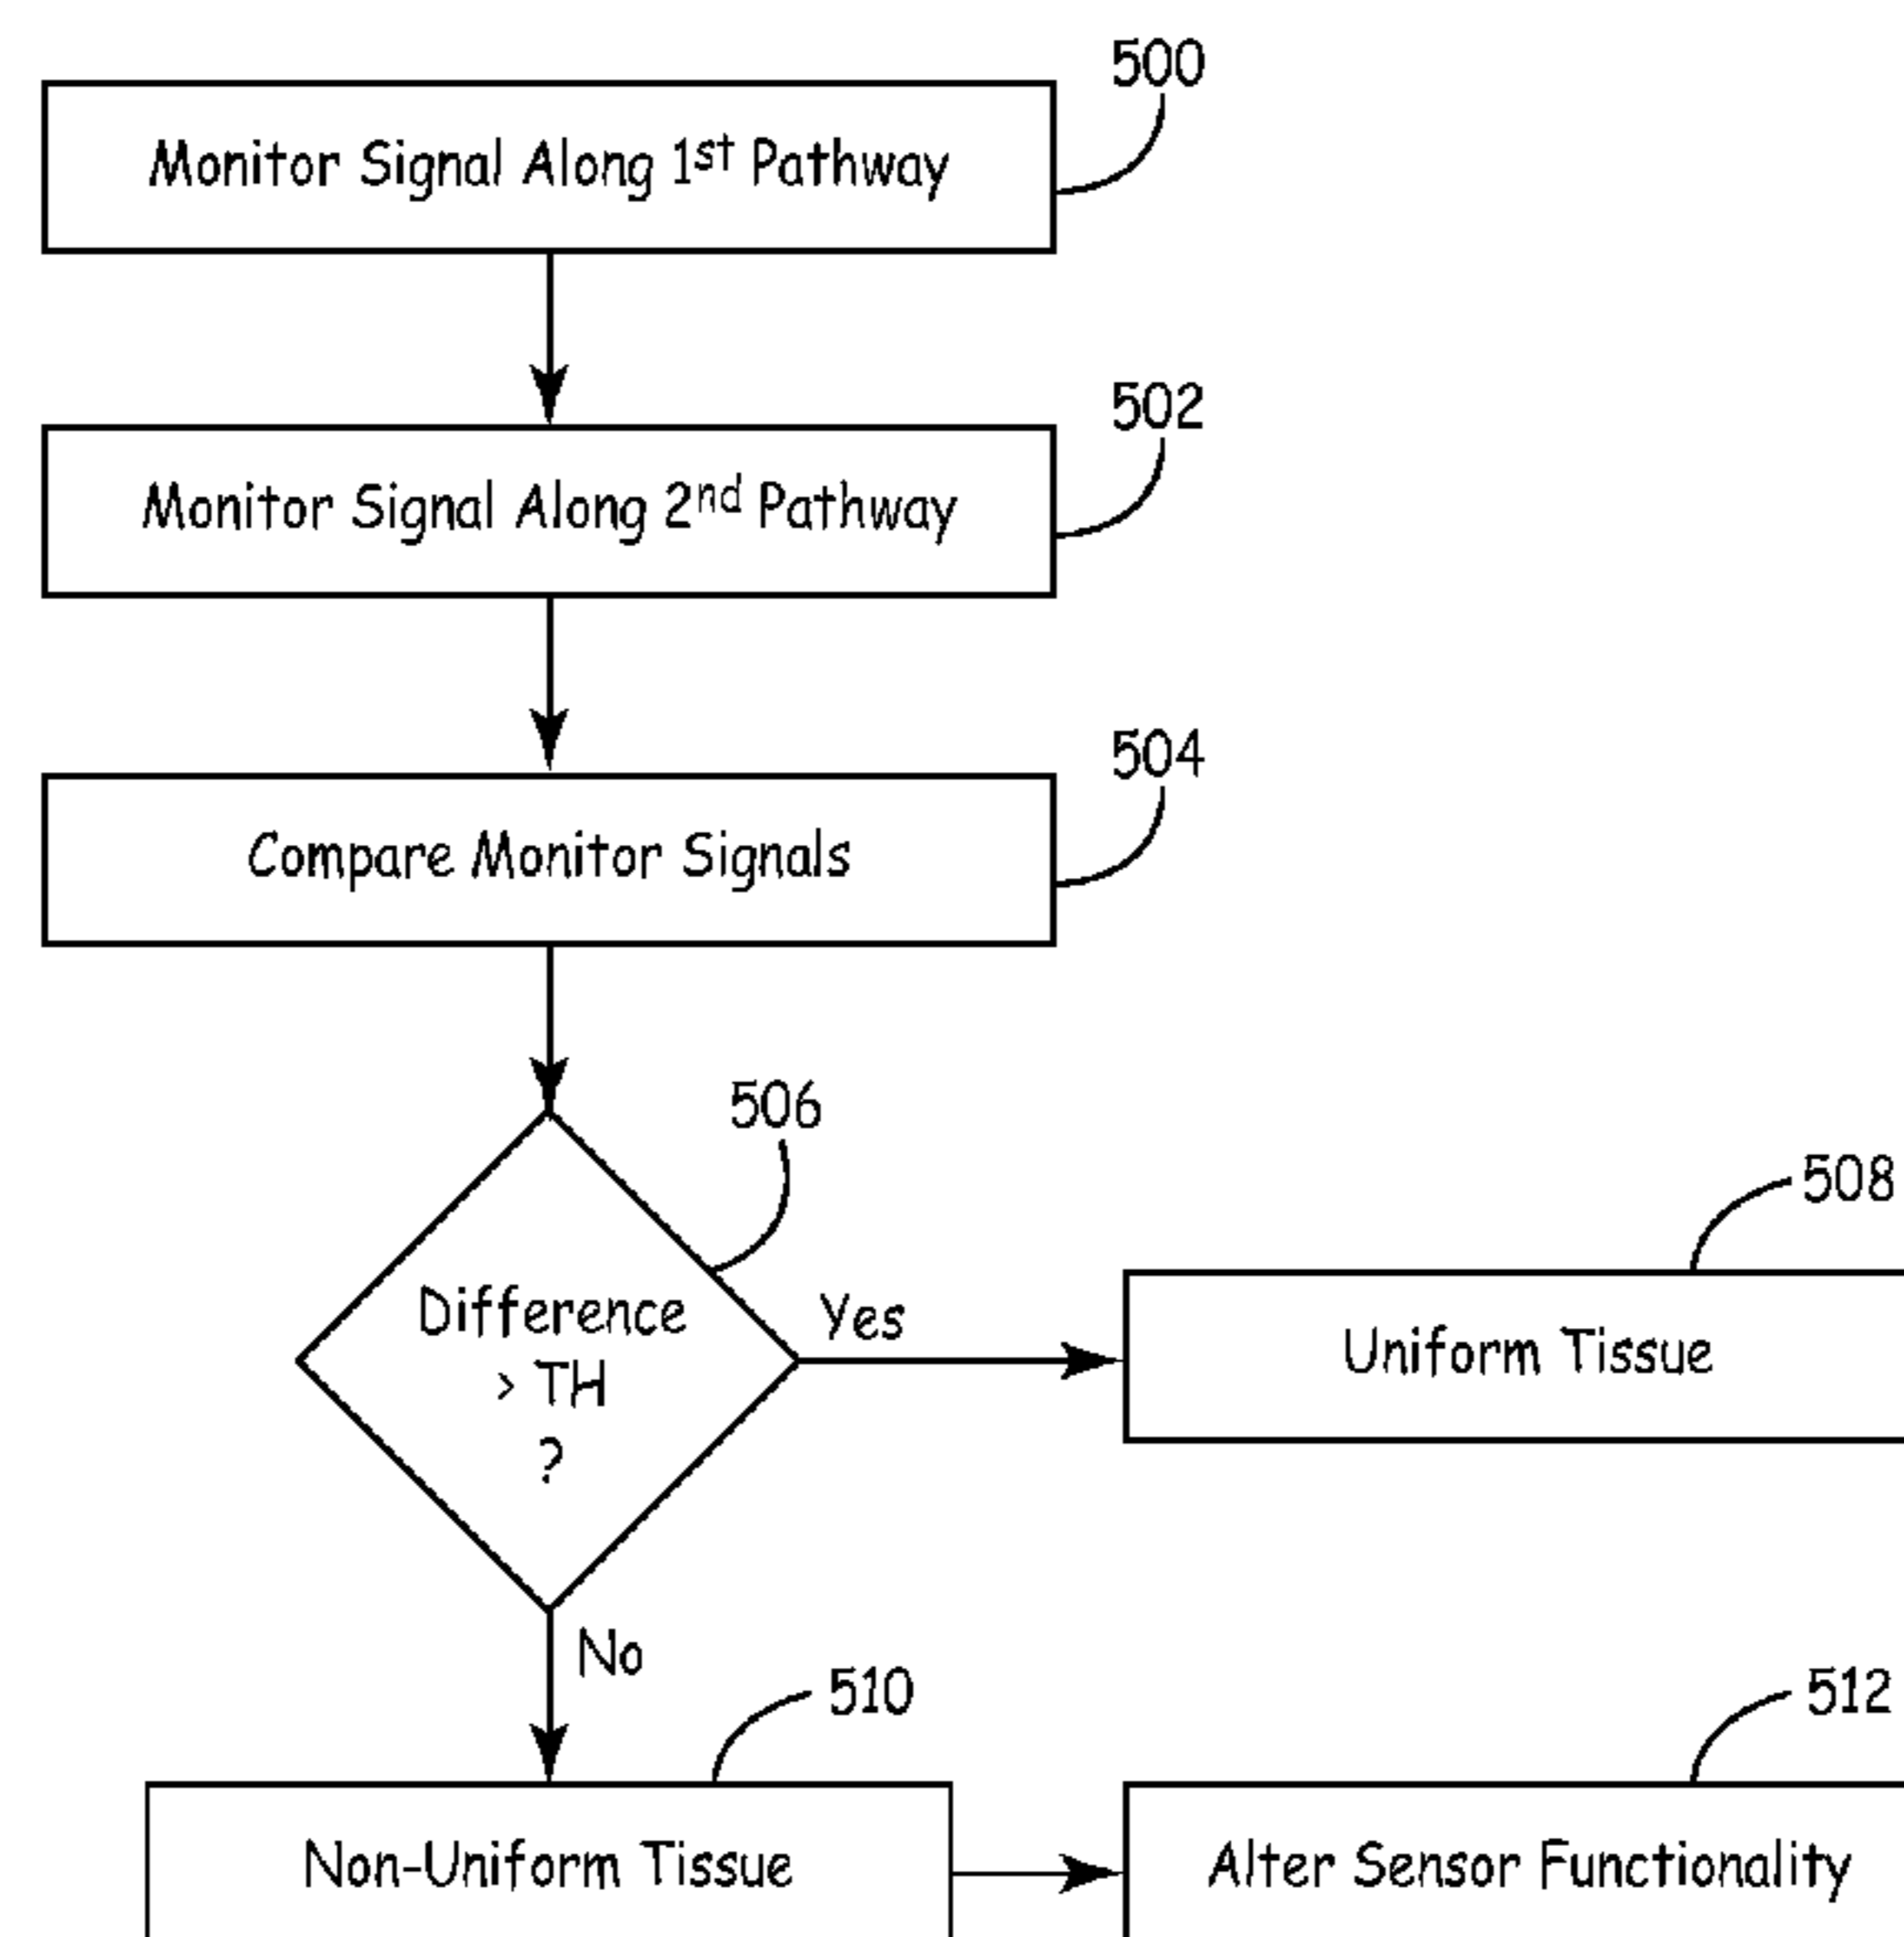 500
Monitor Signal Along 1st Pathway
502
Monitor Signal Along 2nd Pathway
504
Compare Monitor Signals
506
Difference
> TH
?
Yes
508
Uniform Tissue
No
510
Non-Uniform Tissue
512
Alter Sensor Functionality